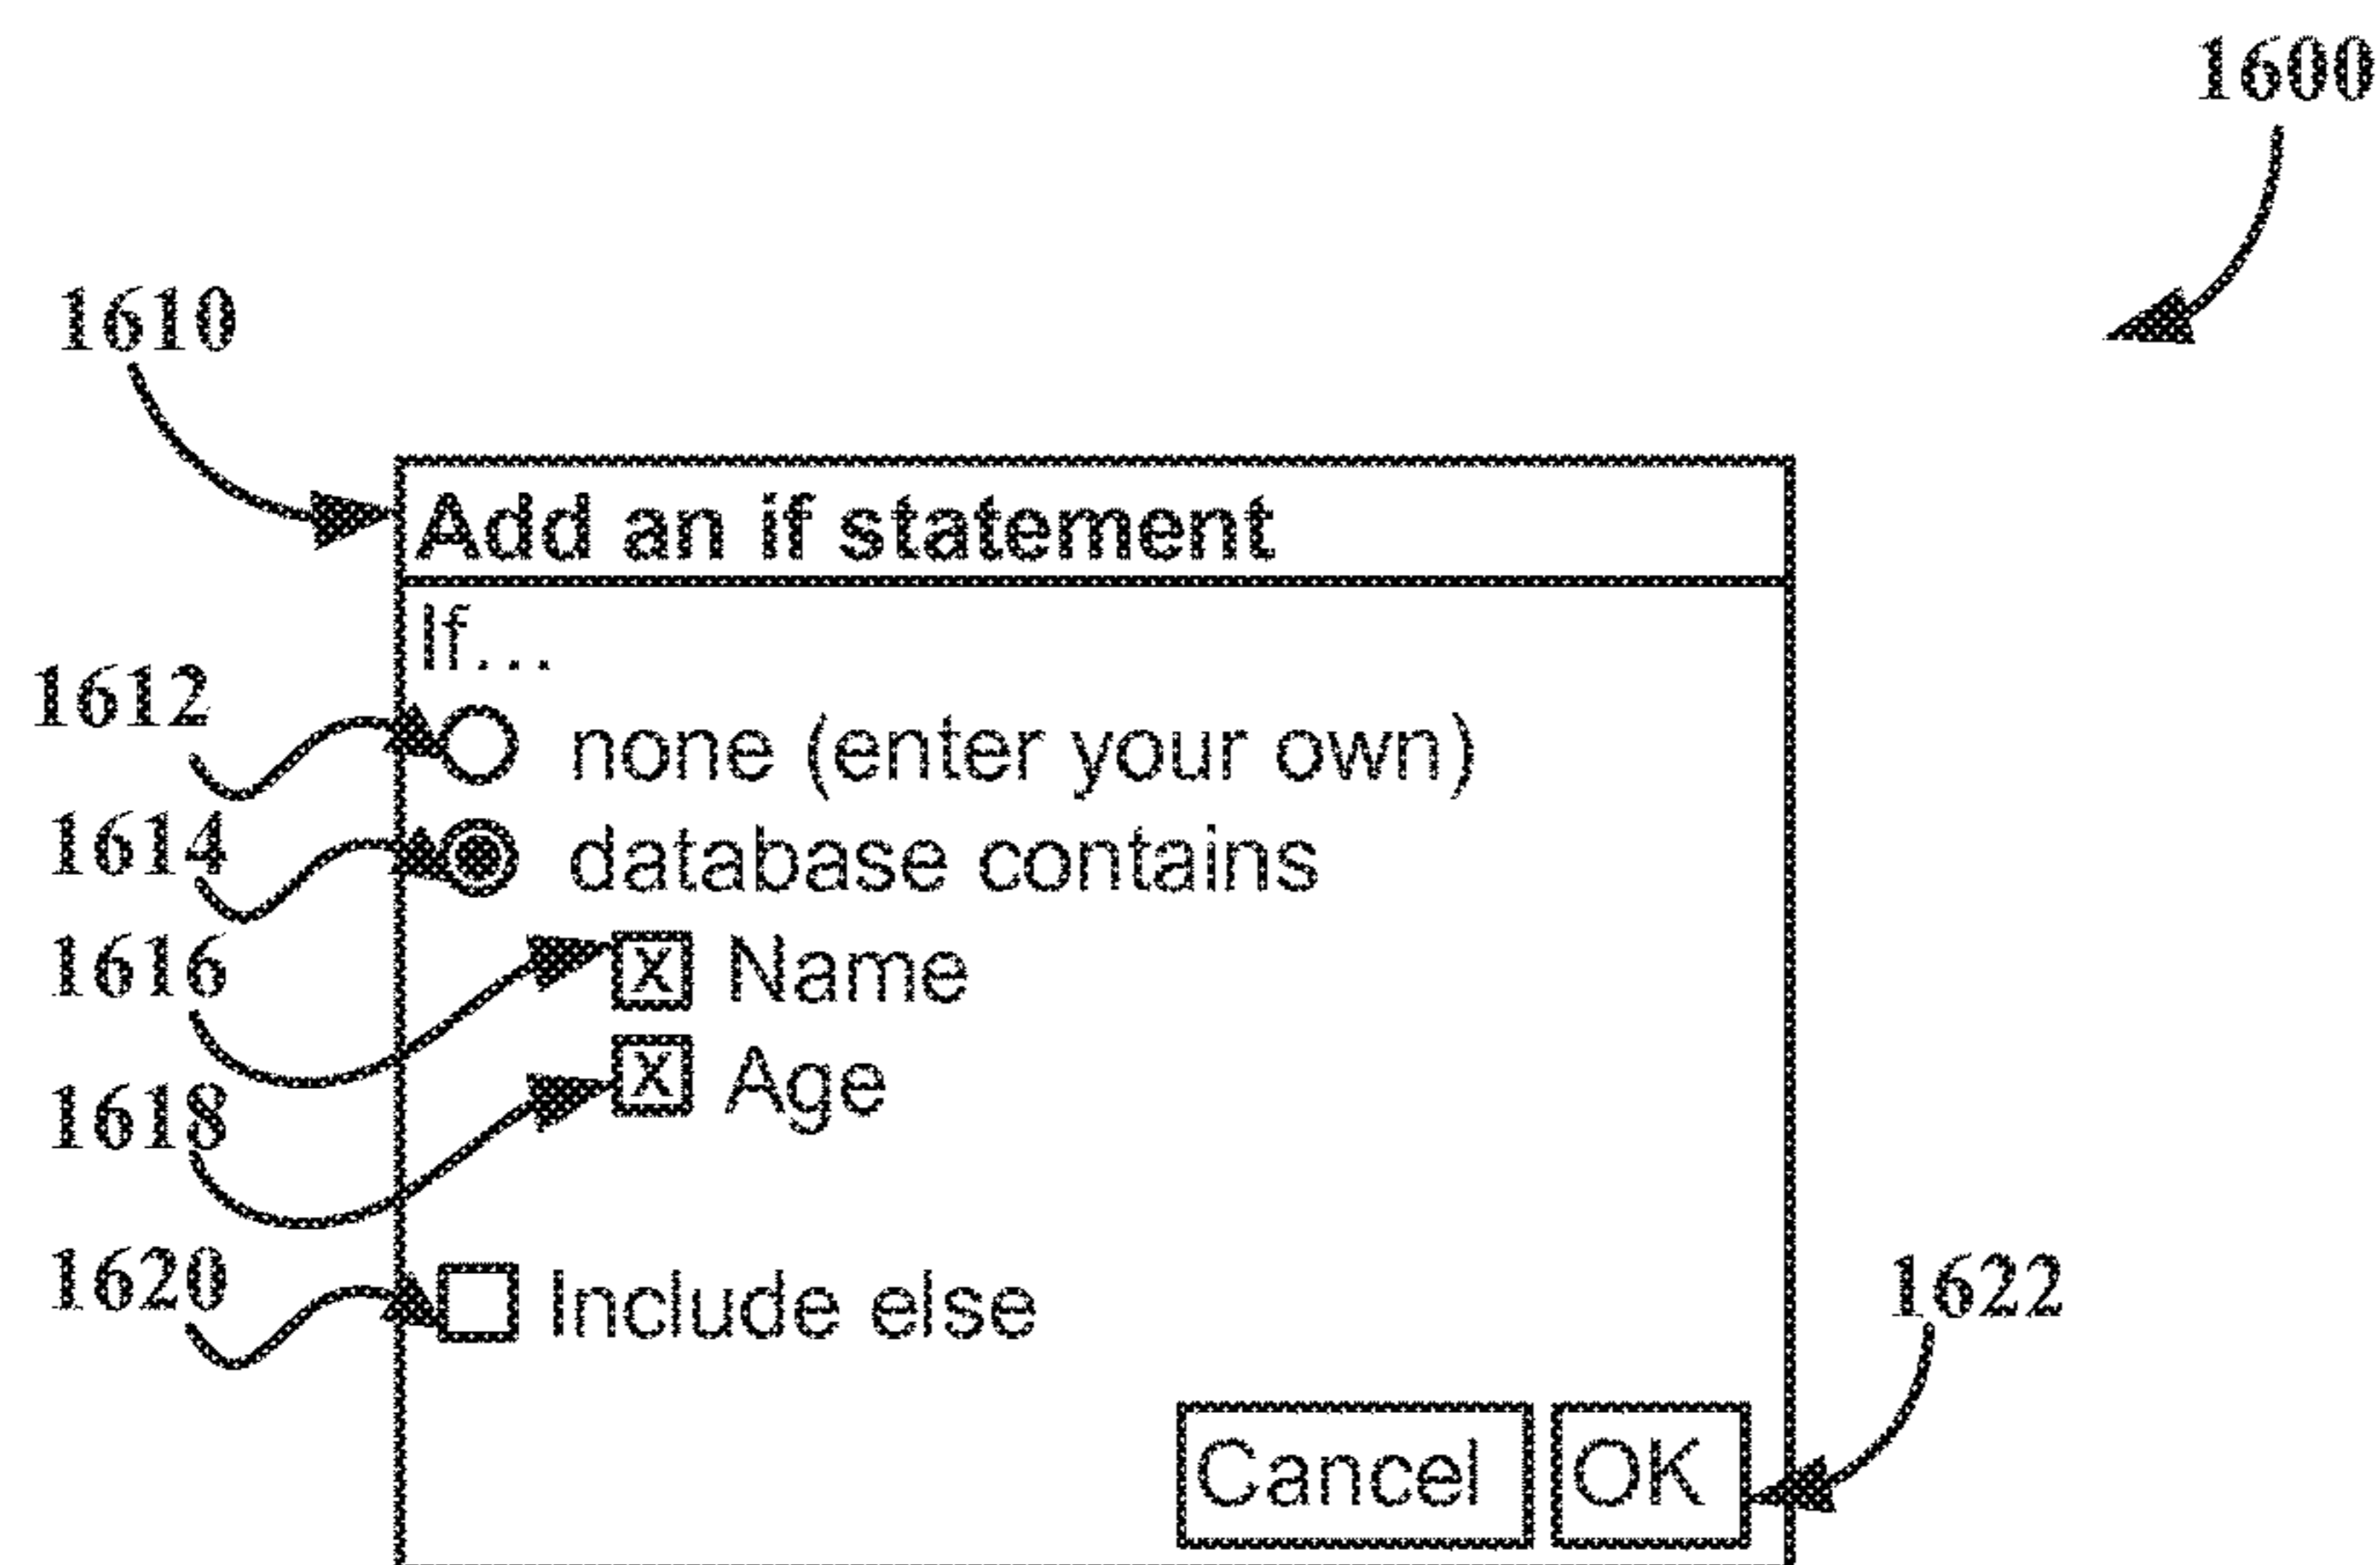 1600
1610
Add an if statement
If...
1612
none (enter your own)
1614
database contains
1616
X Name
1618
X Age
1620
Include else
1622
Cancel OK